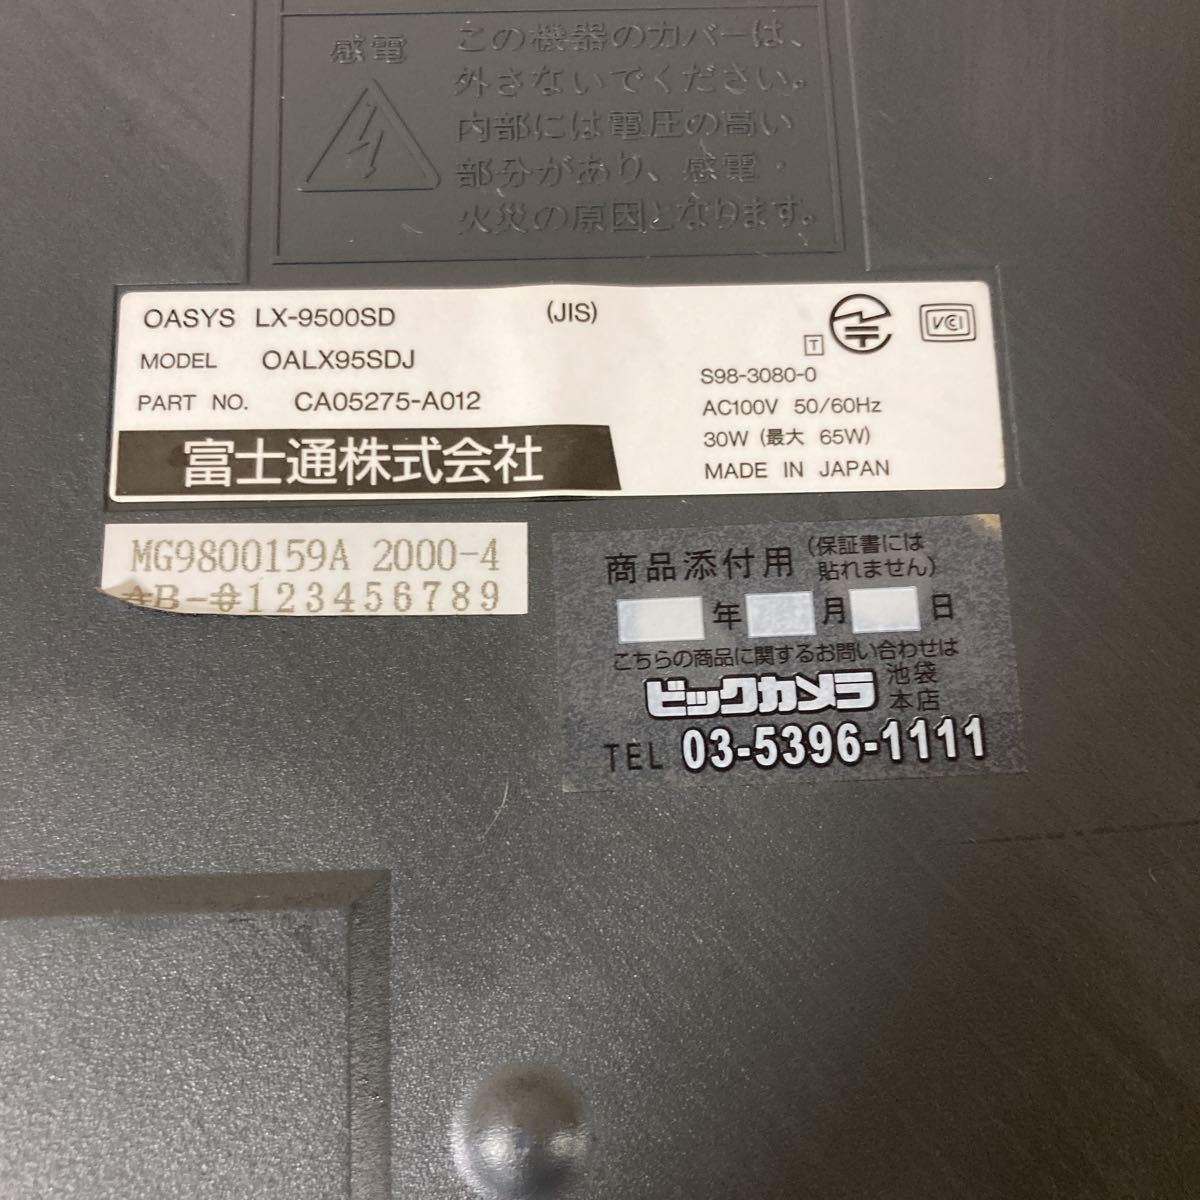 感電
この機器のカバーは、
外さないでください。
内部には電圧の高い
部分があり、感電・
火災の原因となります。
OASYS LX-9500SD (JIS)
MODEL OALX95SDJ
PART NO. CA05275-A012
富士通株式会社
T
VCI
S98-3080-0
AC100V 50/60Hz
30W (最大 65W)
MADE IN JAPAN
MG9800159A 2000-4
AB-0123456789
商品添付用(保証書には貼れません)
年 月 日
こちらの商品に関するお問い合わせは
ビックカメラ 池袋本店
TEL 03-5396-1111